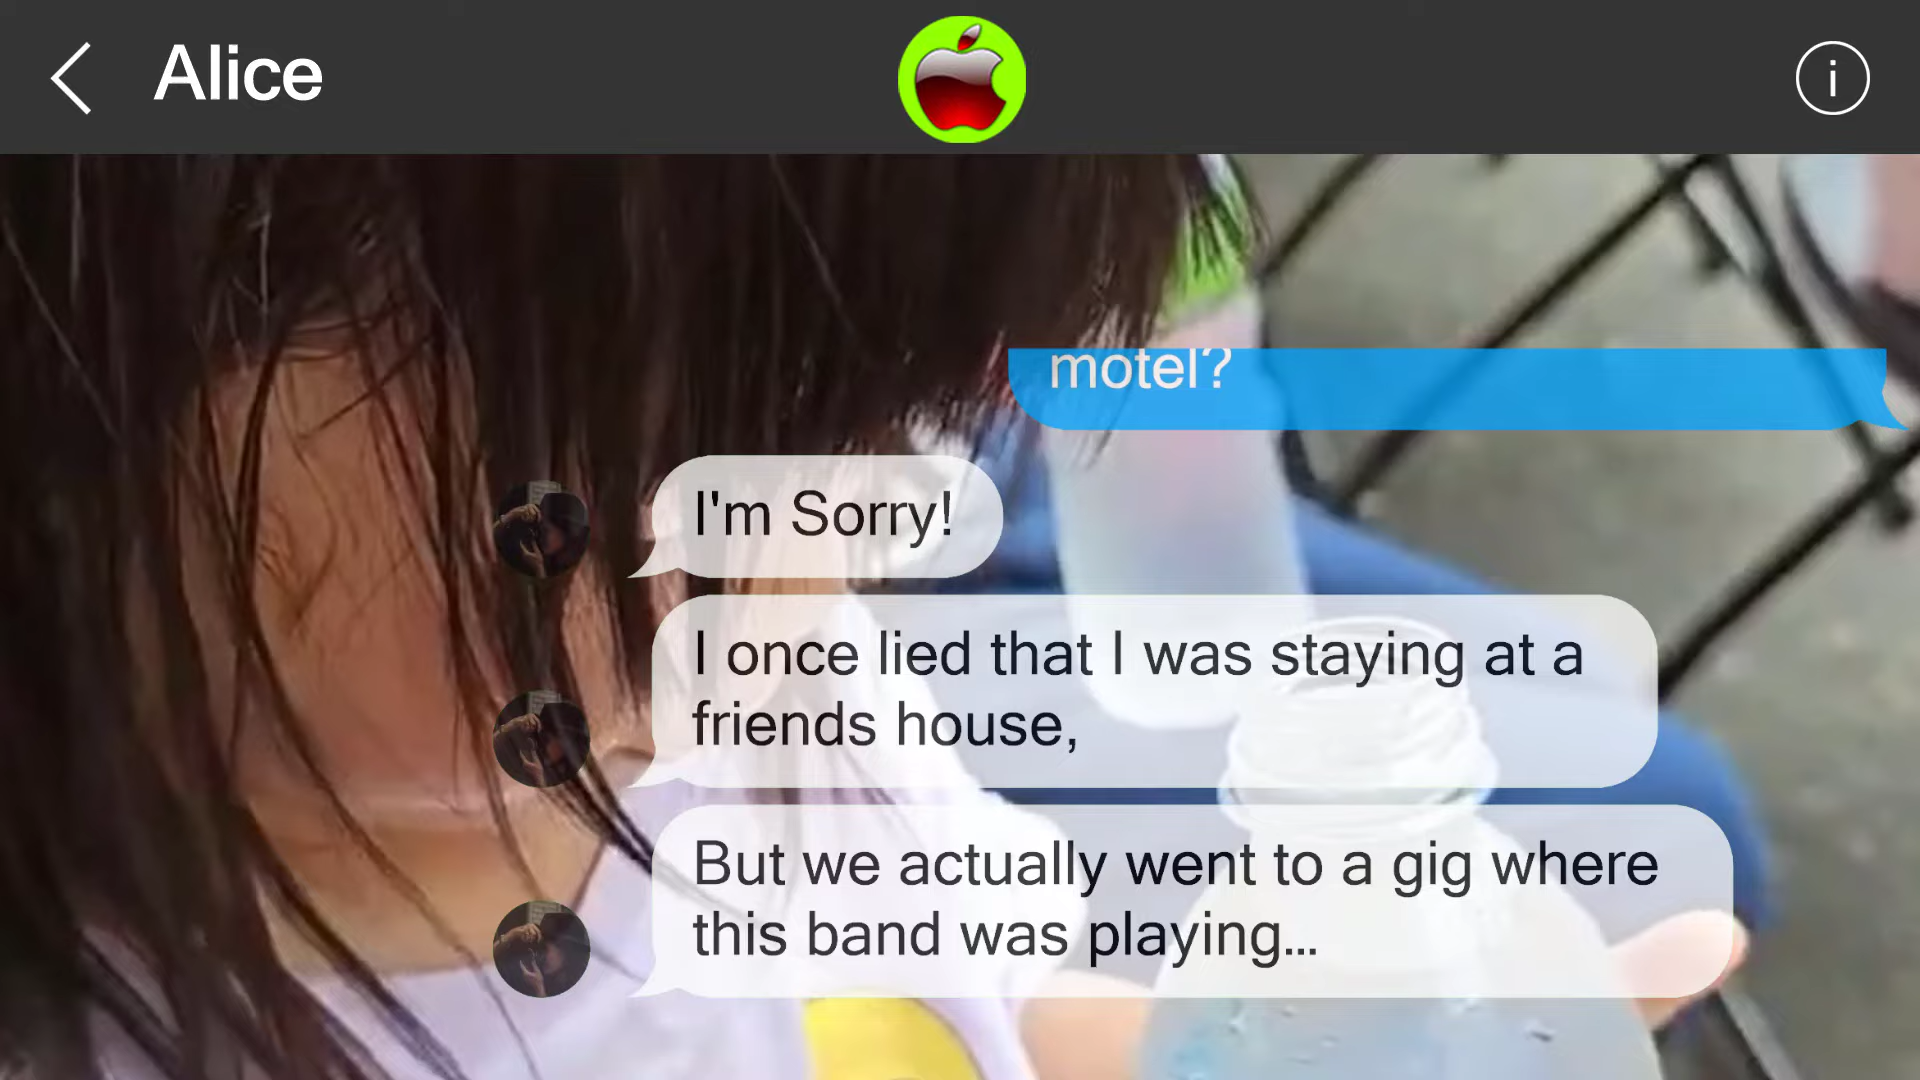 Alice
motel?
I'm Sorry!
I once lied that I was staying at a
friends house,
But we actually went to a gig where
this band was playing...